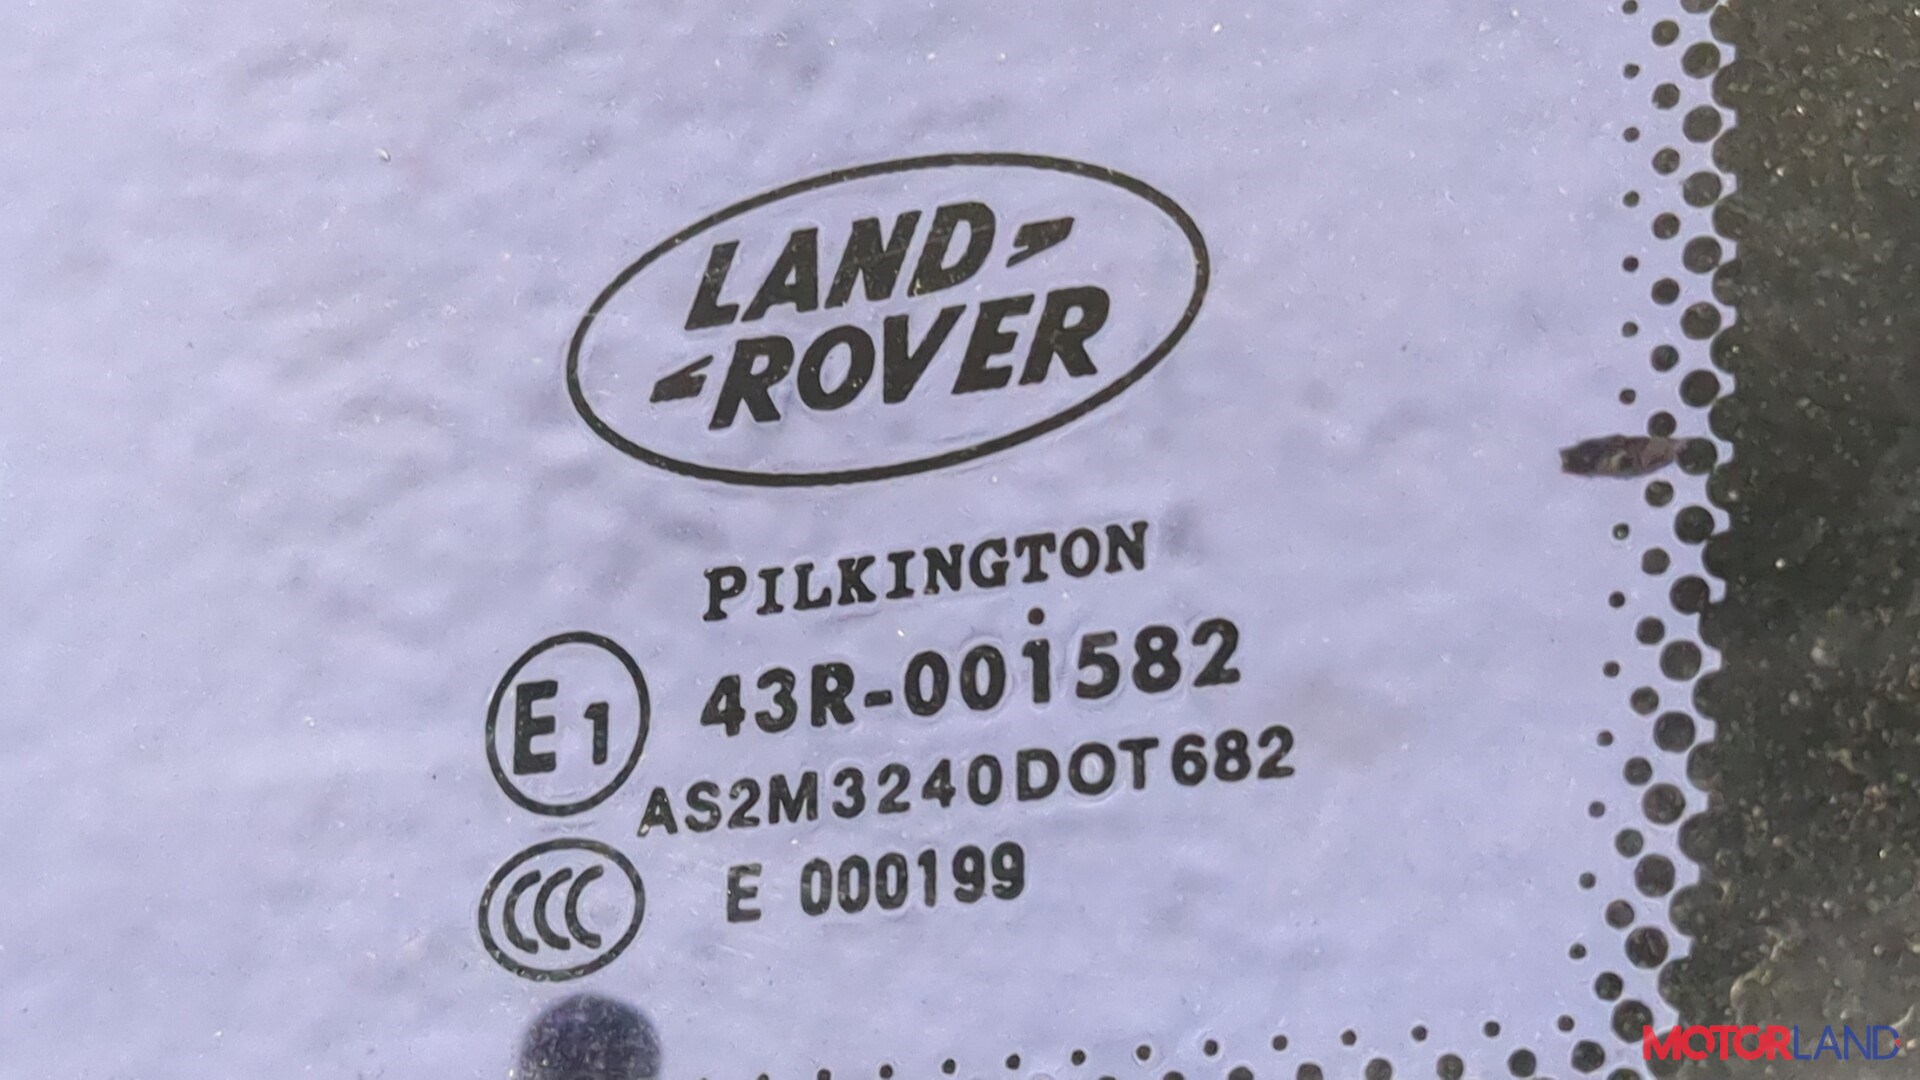 LAND
ROVER
PILKINGTON
E1 43R-001582
AS2M3240DOT682
CCC E 000199
MOTORLAND